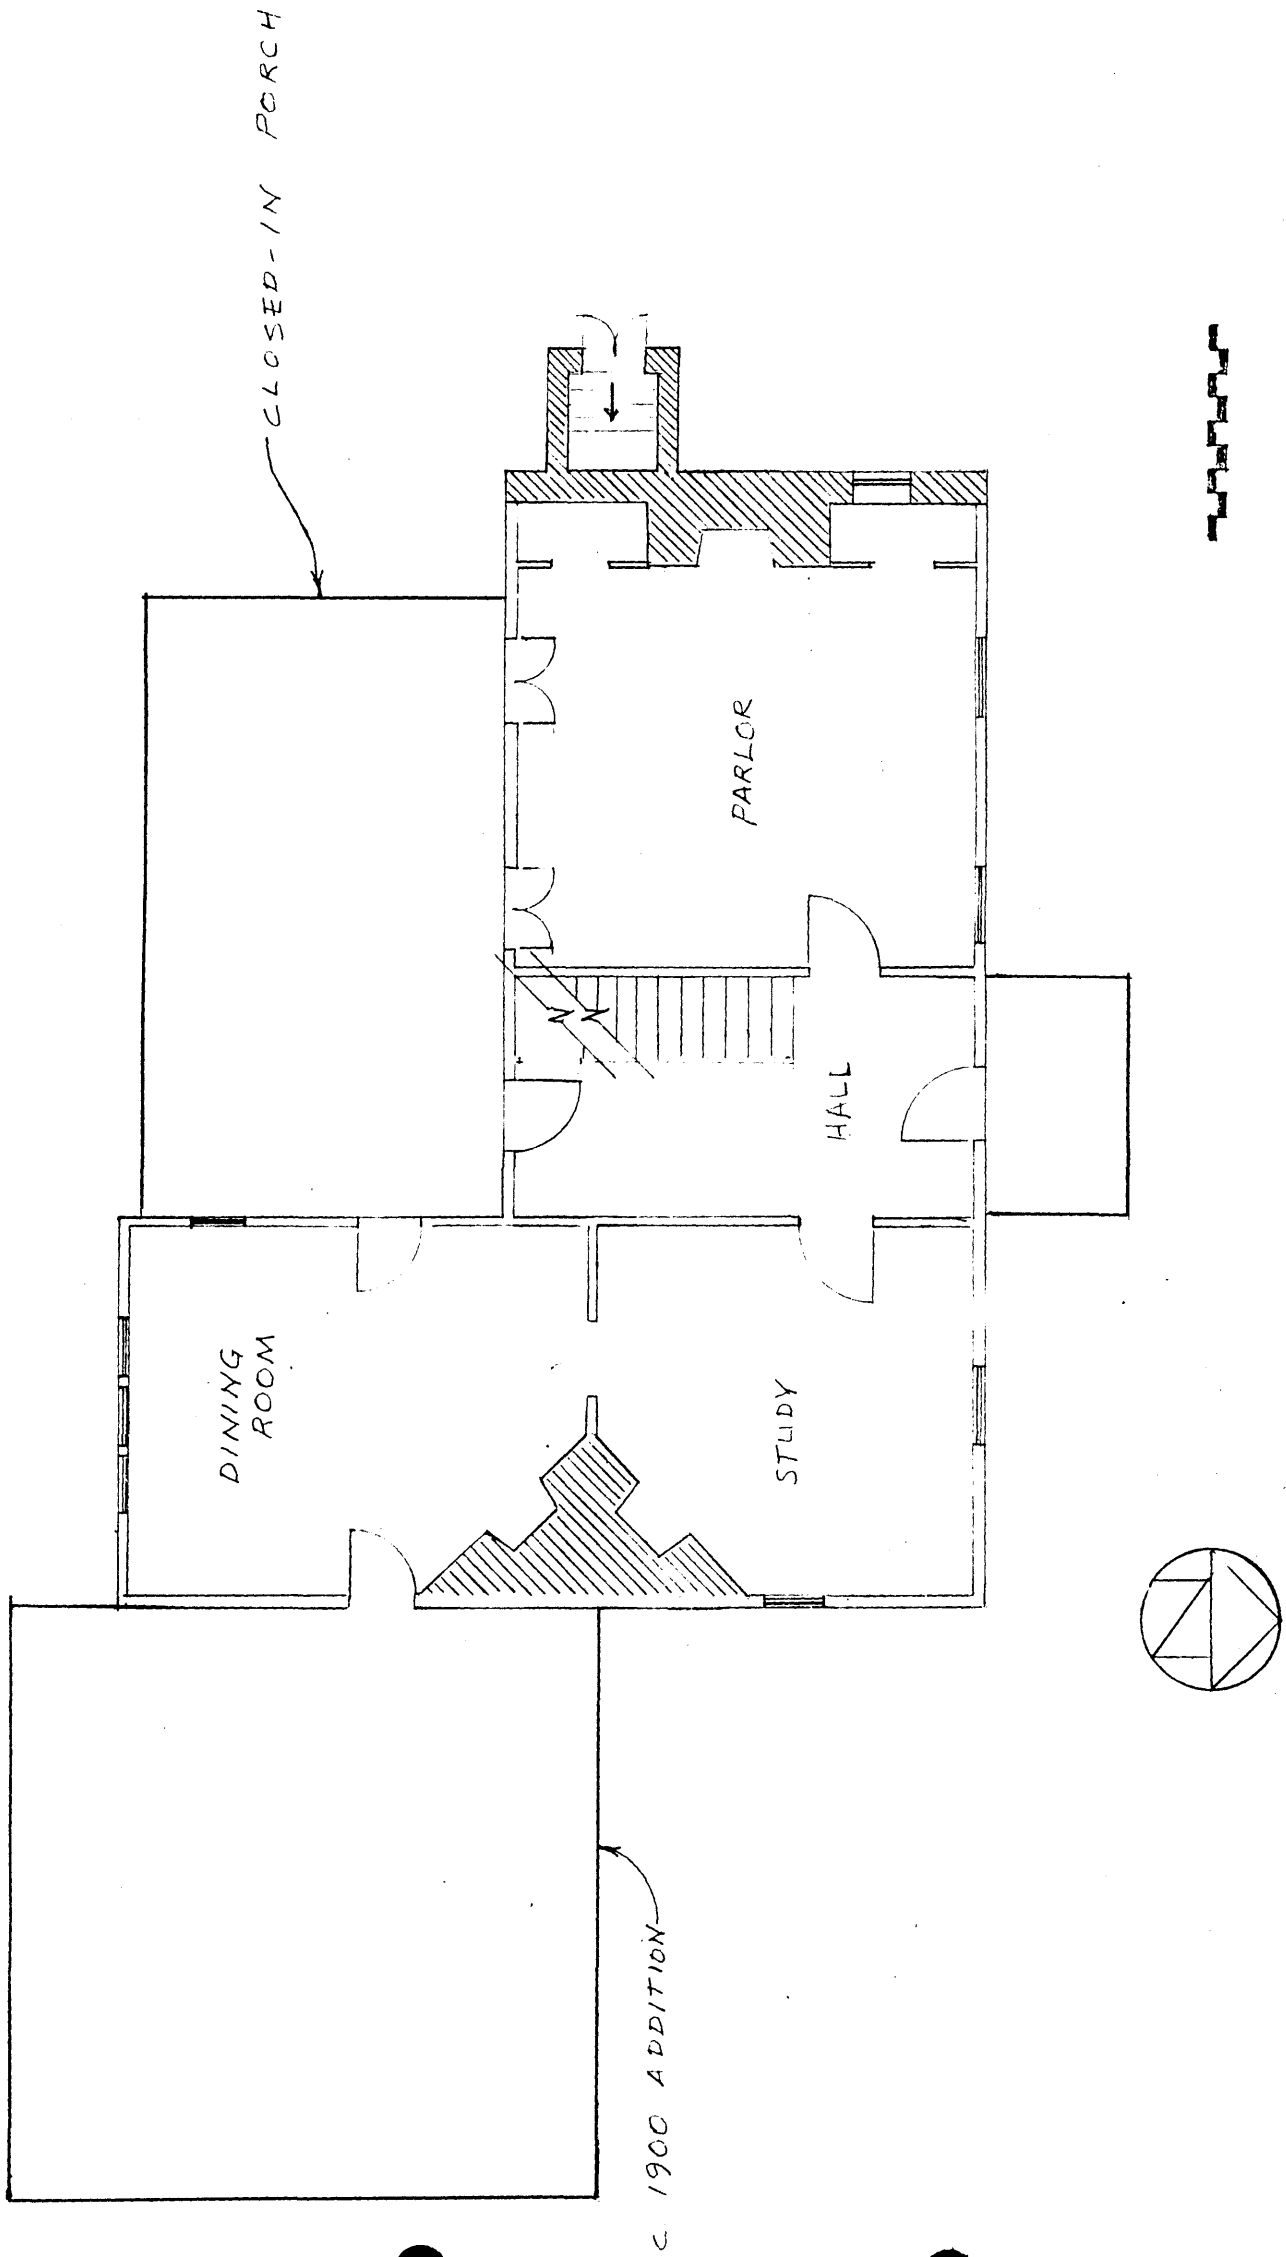 CLOSED-IN PORCH
PARLOR
HALL
DINING
ROOM
STUDY
C 1900 ADDITION
N